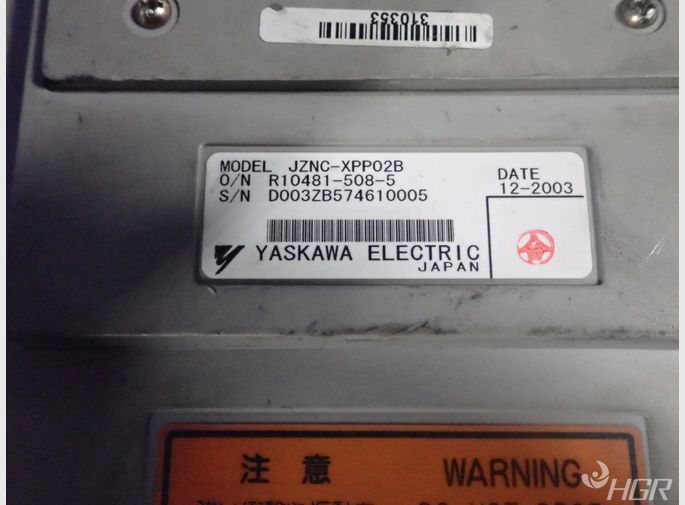 310353
MODEL JZNC-XPP02B
O/N R10481-508-5
S/N D003ZB574610005
DATE
12-2003
YASKAWA ELECTRIC
JAPAN
注意 WARNING
HGR